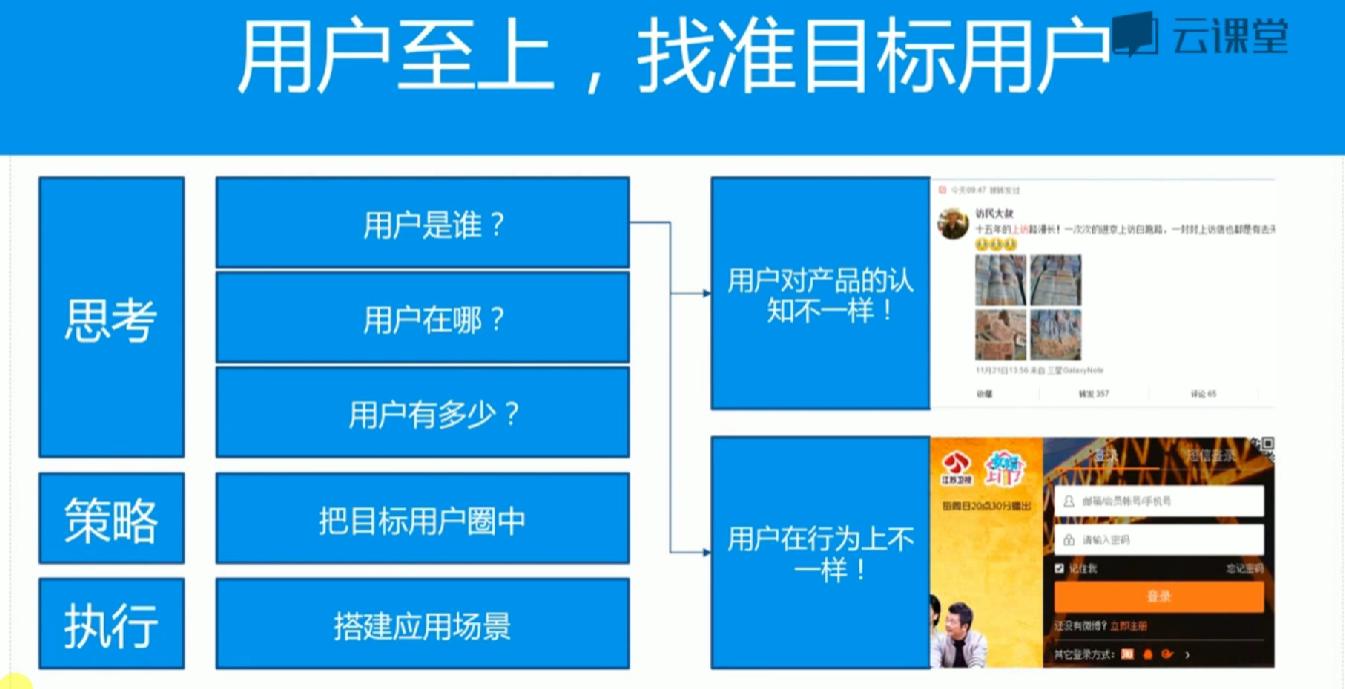 用户至上，找准目标用户
云课堂
思考
用户是谁？
用户在哪？
用户有多少？
策略
把目标用户圈中
执行
搭建应用场景
用户对产品的认
知不一样！
今天09:47 转发过
访民大叔
十五年的上访路漫长！一次次的进京上访白跑路，一封封上访信也都是有去无
11月21日13:56 来自 三星GalaxyNote
收藏
转发 357
评论 65
用户在行为上不
一样！
江苏卫视
每周日20点30分播出
登录
短信登录
邮箱/会员帐号/手机号
请输入密码
记住我
忘记密码
登录
还没有微博？立即注册
其它登录方式：